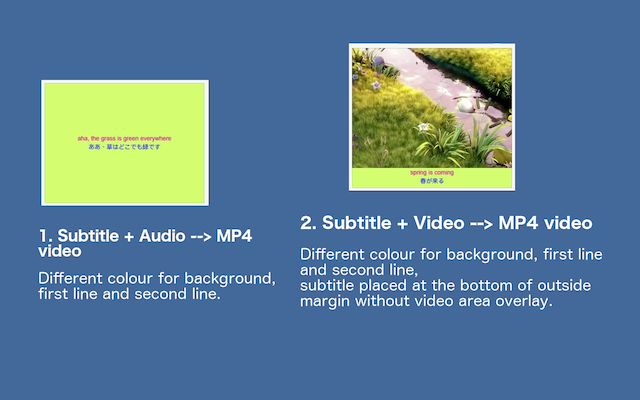 aha, the grass is green everywhere
ああ・草はどこでも緑です
1. Subtitle + Audio --> MP4
video
Different colour for background,
first line and second line.
spring is coming
春が来る
2. Subtitle + Video --> MP4 video
Different colour for background, first line
and second line,
subtitle placed at the bottom of outside
margin without video area overlay.